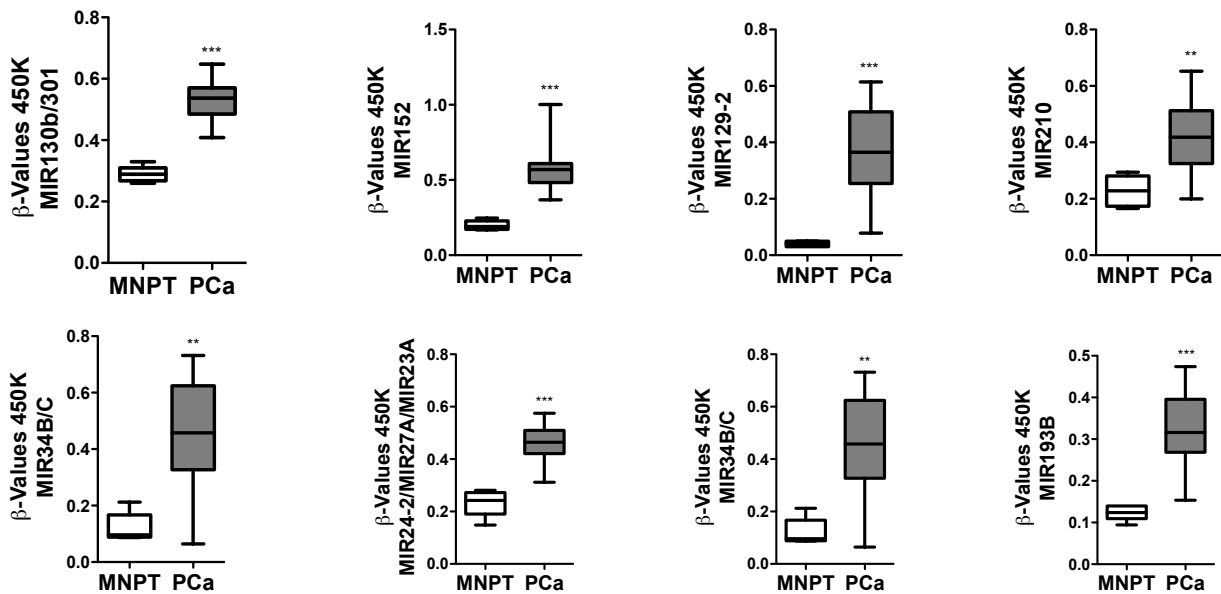 β-Values 450K
MIR130b/301
0.8
0.6
0.4
0.2
0.0
***
MNPT PCa
β-Values 450K
MIR152
1.5
1.0
0.5
0.0
***
MNPT PCa
β-Values 450K
MIR129-2
0.8
0.6
0.4
0.2
0.0
***
MNPT PCa
β-Values 450K
MIR210
0.8
0.6
0.4
0.2
0.0
**
MNPT PCa
β-Values 450K
MIR34B/C
0.8
0.6
0.4
0.2
0.0
**
MNPT PCa
β-Values 450K
MIR24-2/MIR27A/MIR23A
0.8
0.6
0.4
0.2
0.0
***
MNPT PCa
β-Values 450K
MIR34B/C
0.8
0.6
0.4
0.2
0.0
**
MNPT PCa
β-Values 450K
MIR193B
0.5
0.4
0.3
0.2
0.1
0.0
***
MNPT PCa